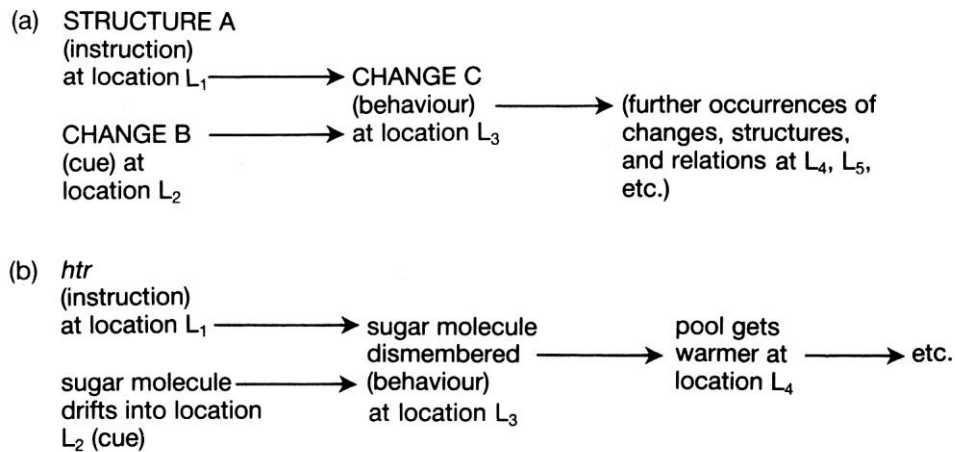 (a) STRUCTURE A
(instruction)
at location L₁
CHANGE B
(cue) at
location L₂
CHANGE C
(behaviour)
at location L₃
(further occurrences of
changes, structures,
and relations at L₄, L₅,
etc.)
(b) htr
(instruction)
at location L₁
sugar molecule
drifts into location
L₂ (cue)
sugar molecule
dismembered
(behaviour)
at location L₃
pool gets
warmer at
location L₄
etc.